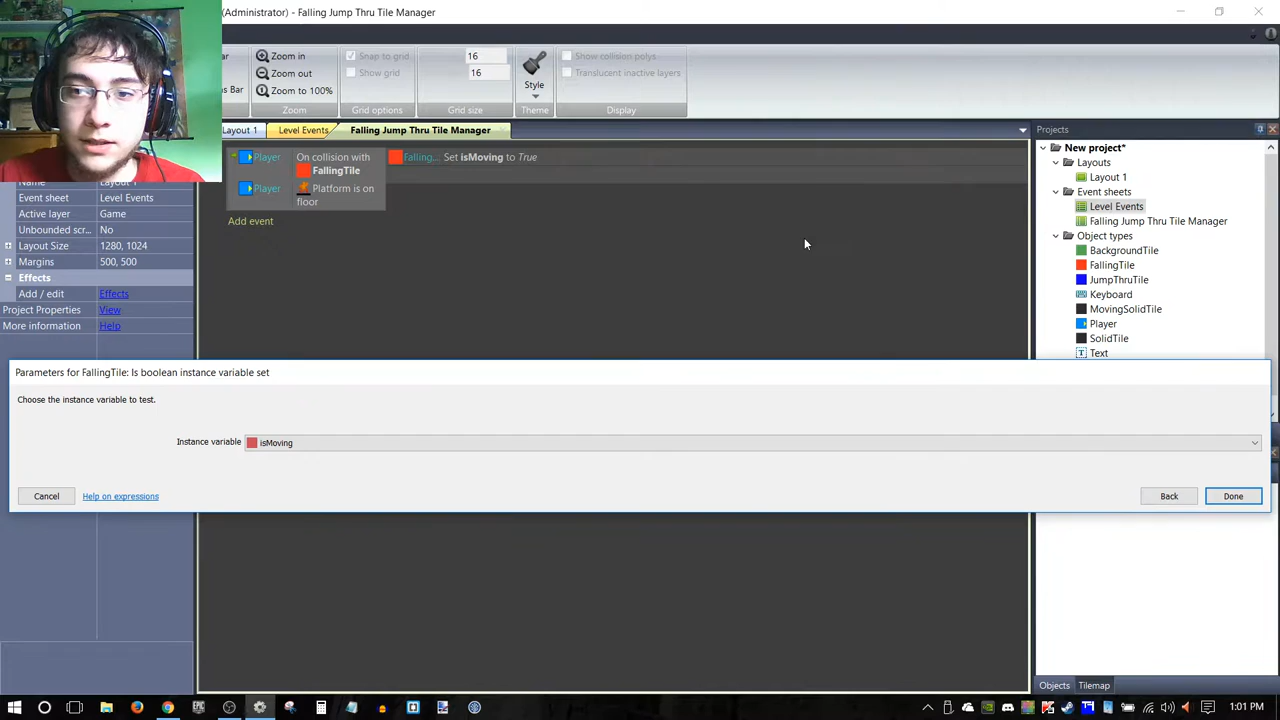 (Administrator) - Falling Jump Thru Tile Manager
Zoom in
Snap to grid
16
Show collision polys
Zoom out
Show grid
16
Translucent inactive layers
s Bar
Zoom to 100%
Style
Zoom
Grid options
Grid size
Theme
Display
Layout 1
Level Events
Falling Jump Thru Tile Manager
Projects
Player
On collision with
FallingTile
Falling...
Set isMoving to True
Player
Platform is on
floor
Add event
Name
Layout 1
Event sheet
Level Events
Active layer
Game
Unbounded scr...
No
Layout Size
1280, 1024
Margins
500, 500
Effects
Add / edit
Effects
Project Properties
View
More information
Help
New project*
Layouts
Layout 1
Event sheets
Level Events
Falling Jump Thru Tile Manager
Object types
BackgroundTile
FallingTile
JumpThruTile
Keyboard
MovingSolidTile
Player
SolidTile
Text
Parameters for FallingTile: Is boolean instance variable set
Choose the instance variable to test.
Instance variable
isMoving
Cancel
Help on expressions
Back
Done
Objects
Tilemap
1:01 PM